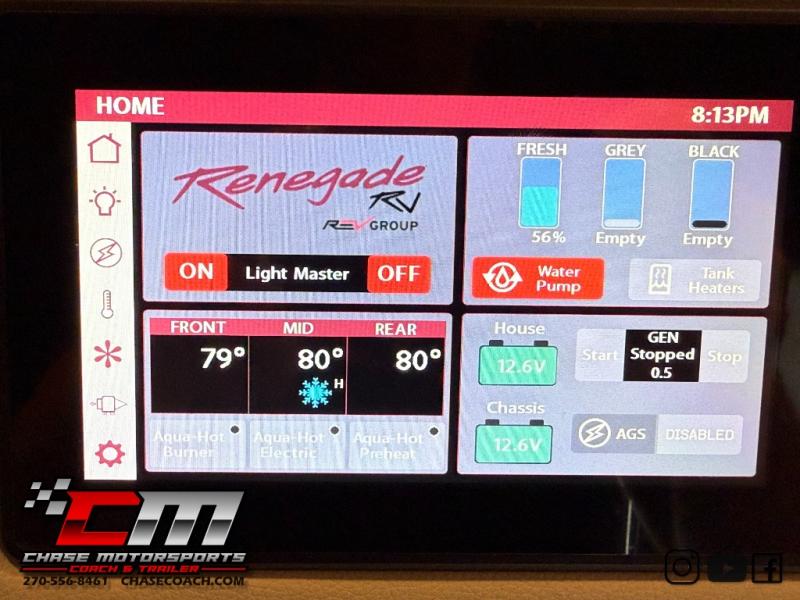 HOME
8:13PM
Renegade
RV
REV GROUP
ON
Light Master
OFF
FRESH
GREY
BLACK
56%
Empty
Empty
Water
Pump
Tank
Heaters
FRONT
MID
REAR
79°
80°
H
80°
Aqua-Hot
Burner
Aqua-Hot
Electric
Aqua-Hot
Preheat
House
12.6V
Chassis
12.6V
Start
GEN
Stopped
0.5
Stop
AGS
DISABLED
CM
CHASE MOTORSPORTS
COACH & TRAILER
270-556-8461 CHASECOACH.COM